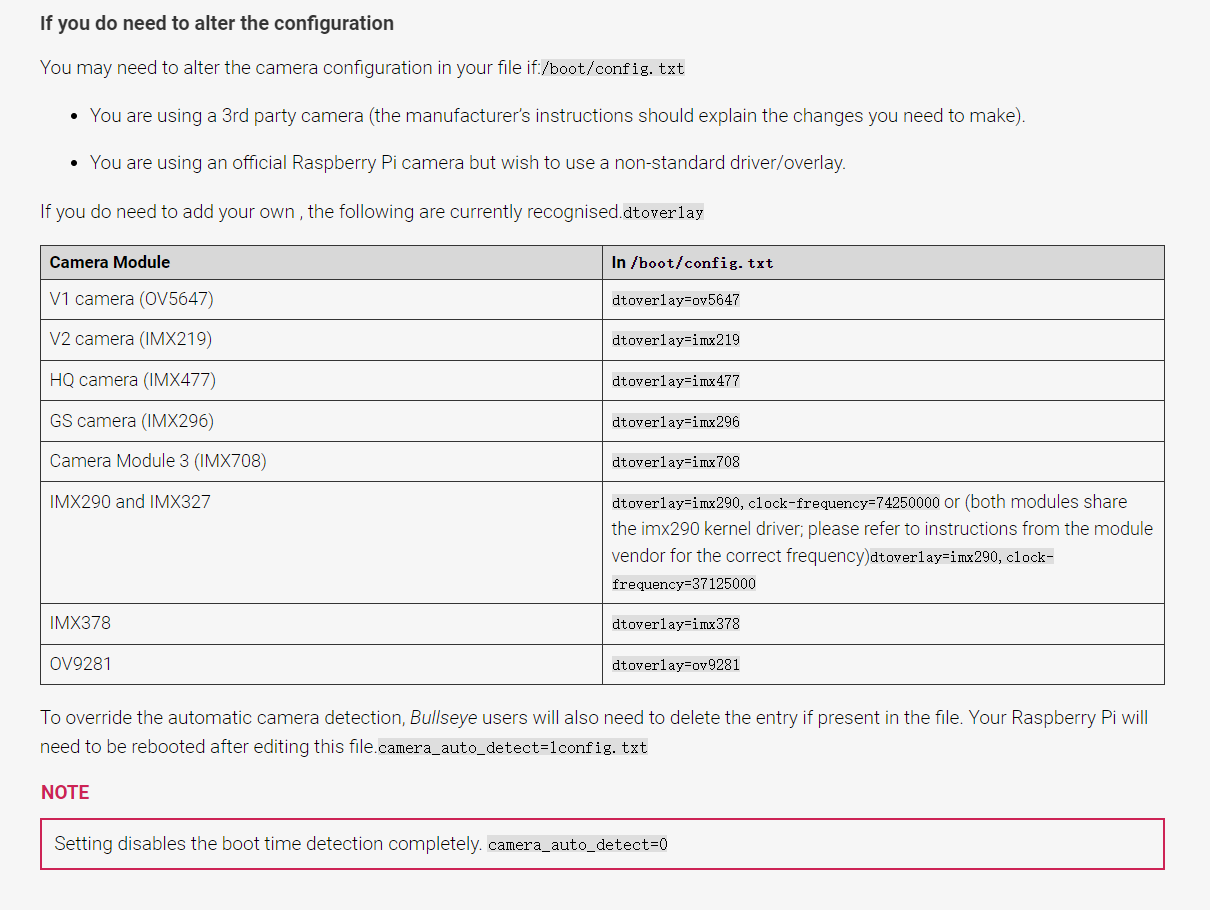 If you do need to alter the configuration
You may need to alter the camera configuration in your file if:/boot/config.txt
• You are using a 3rd party camera (the manufacturer’s instructions should explain the changes you need to make).
• You are using an official Raspberry Pi camera but wish to use a non-standard driver/overlay.
If you do need to add your own , the following are currently recognised.dtoverlay
Camera Module In /boot/config.txt
V1 camera (OV5647) dtoverlay=ov5647
V2 camera (IMX219) dtoverlay=imx219
HQ camera (IMX477) dtoverlay=imx477
GS camera (IMX296) dtoverlay=imx296
Camera Module 3 (IMX708) dtoverlay=imx708
IMX290 and IMX327 dtoverlay=imx290,clock-frequency=74250000 or (both modules share
the imx290 kernel driver; please refer to instructions from the module
vendor for the correct frequency)dtoverlay=imx290,clock-
frequency=37125000
IMX378 dtoverlay=imx378
OV9281 dtoverlay=ov9281
To override the automatic camera detection, Bullseye users will also need to delete the entry if present in the file. Your Raspberry Pi will
need to be rebooted after editing this file.camera_auto_detect=1config.txt
NOTE
Setting disables the boot time detection completely. camera_auto_detect=0